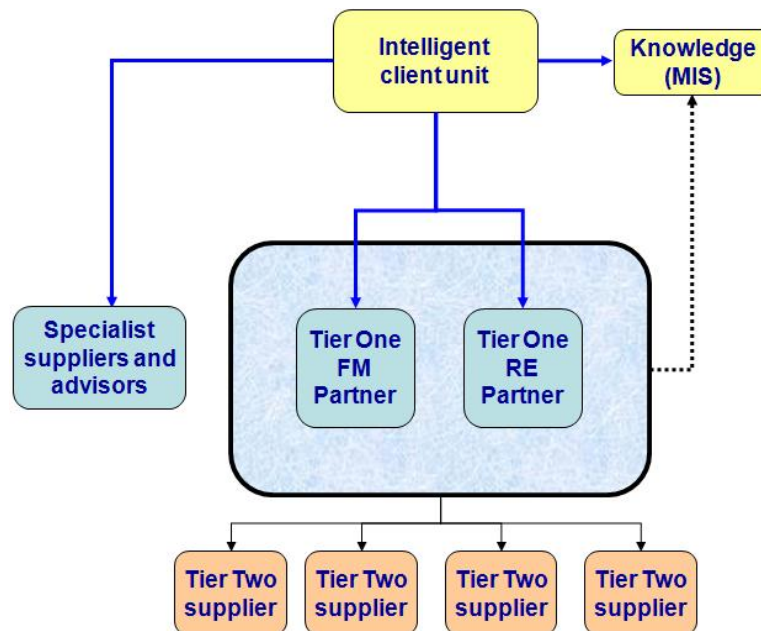 Intelligent
client unit
Knowledge
(MIS)
Specialist
suppliers and
advisors
Tier One
FM
Partner
Tier One
RE
Partner
Tier Two
supplier
Tier Two
supplier
Tier Two
supplier
Tier Two
supplier